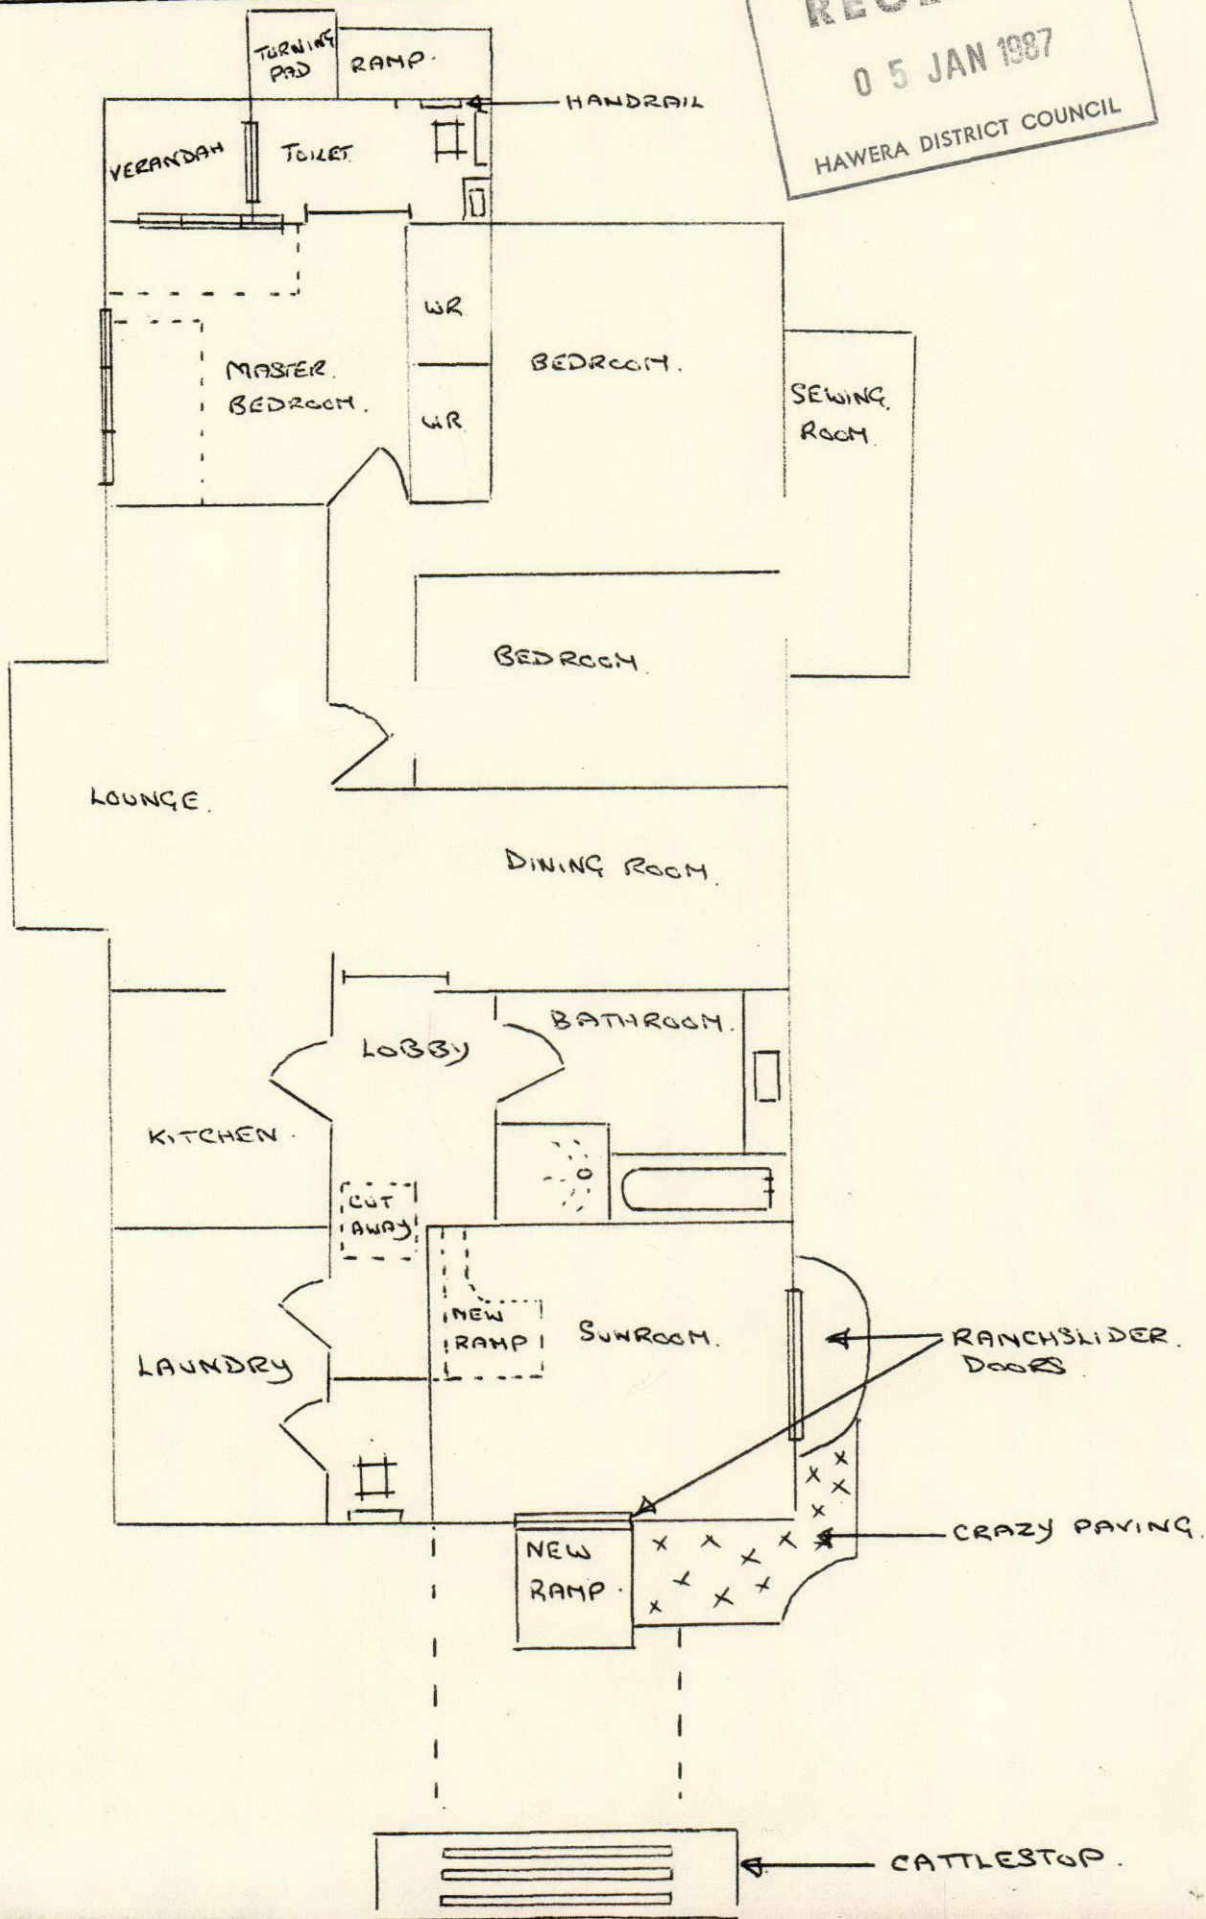 05 JAN 1987
HAWERA DISTRICT COUNCIL
TURNING
PAD
RAMP.
HANDRAIL
VERANDAH
TOILET.
WR
BEDROOM.
MASTER.
BEDROOM.
SEWING.
ROOM.
WR
BEDROOM.
LOUNGE.
DINING ROOM.
BATHROOM.
LOBBY
KITCHEN.
CUT
AWAY
NEW
RAMP
SUNROOM.
RANCHSLIDER.
DOORS
LAUNDRY
CRAZY PAVING.
NEW
RAMP.
CATTLESTOP.